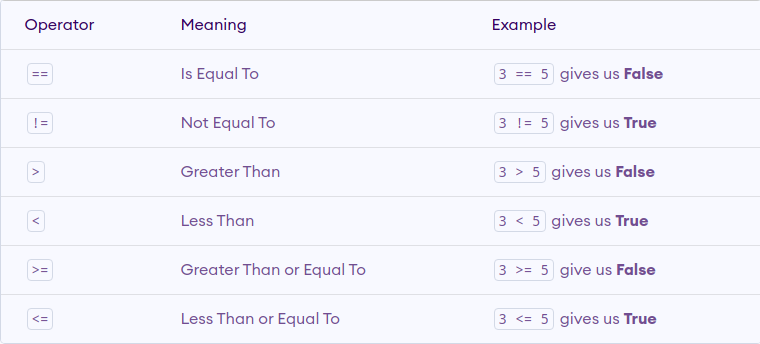 Operator Meaning Example
== Is Equal To 3 == 5 gives us False
!= Not Equal To 3 != 5 gives us True
> Greater Than 3 > 5 gives us False
< Less Than 3 < 5 gives us True
>= Greater Than or Equal To 3 >= 5 give us False
<= Less Than or Equal To 3 <= 5 gives us True